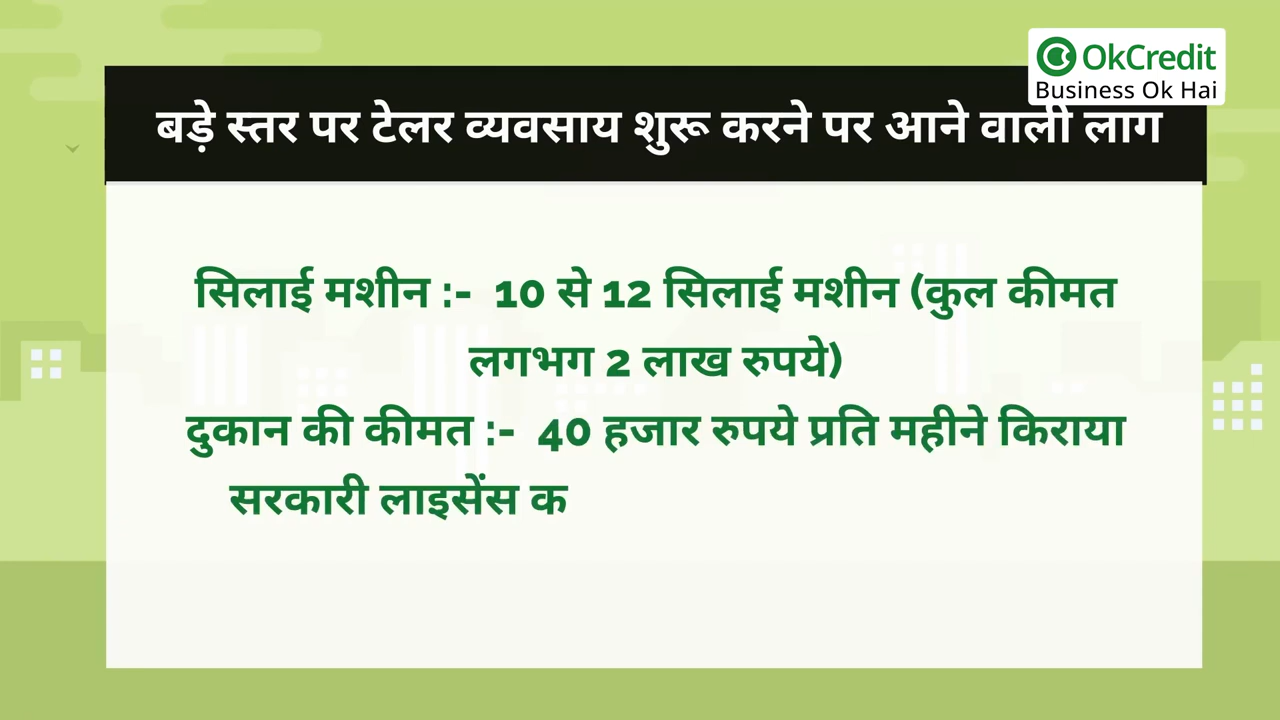 OkCredit
Business Ok Hai
बड़े स्तर पर टेलर व्यवसाय शुरू करने पर आने वाली लाग
सिलाई मशीन :- 10 से 12 सिलाई मशीन (कुल कीमत
लगभग 2 लाख रुपये)
दुकान की कीमत :- 40 हजार रुपये प्रति महीने किराया
सरकारी लाइसेंस क